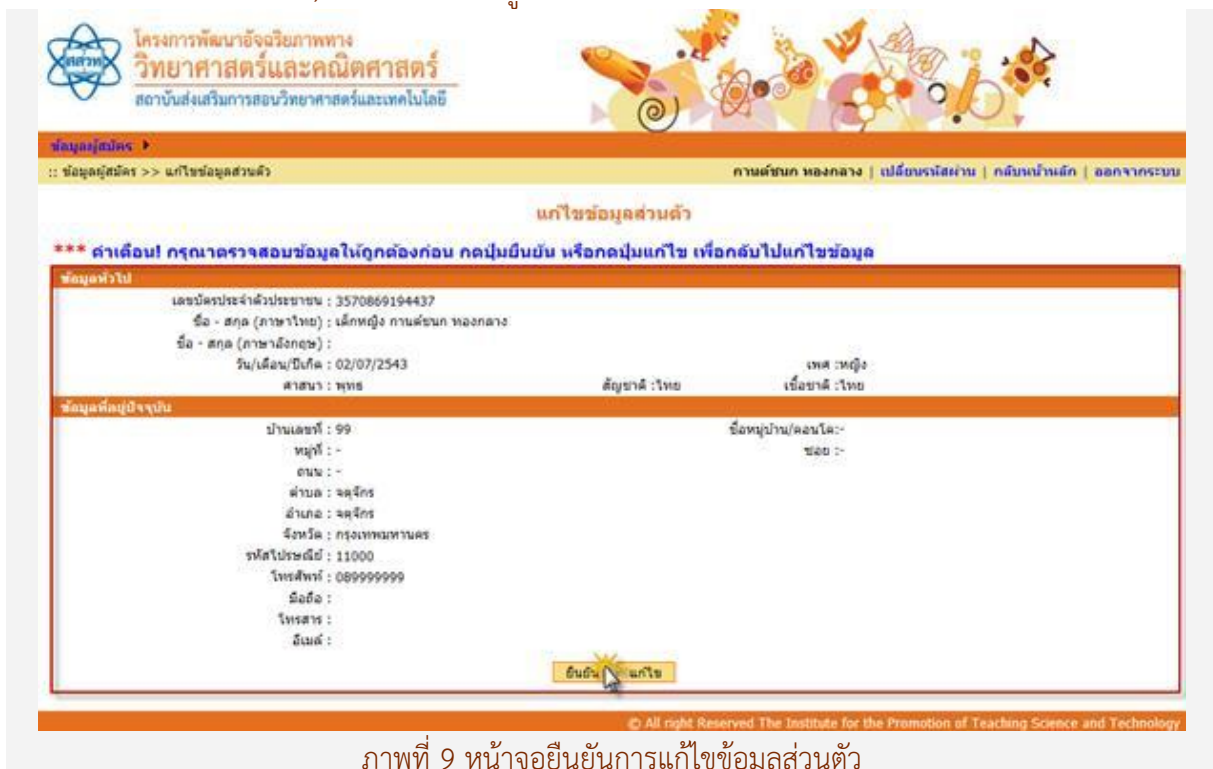 สสวท
โครงการพัฒนาอัจฉริยภาพทาง
วิทยาศาสตร์และคณิตศาสตร์
สถาบันส่งเสริมการสอนวิทยาศาสตร์และเทคโนโลยี
ข้อมูลผู้สมัคร
:: ข้อมูลผู้สมัคร >> แก้ไขข้อมูลส่วนตัว กานต์ชนก ทองกลาง | เปลี่ยนรหัสผ่าน | กลับหน้าหลัก | ออกจากระบบ
แก้ไขข้อมูลส่วนตัว
*** คำเตือน! กรุณาตรวจสอบข้อมูลให้ถูกต้องก่อน กดปุ่มยืนยัน หรือกดปุ่มแก้ไข เพื่อกลับไปแก้ไขข้อมูล
ข้อมูลทั่วไป
เลขบัตรประจำตัวประชาชน : 3570869194437
ชื่อ - สกุล (ภาษาไทย) : เด็กหญิง กานต์ชนก ทองกลาง
ชื่อ - สกุล (ภาษาอังกฤษ) :
วัน/เดือน/ปีเกิด : 02/07/2543 เพศ :หญิง
ศาสนา : พุทธ สัญชาติ :ไทย เชื้อชาติ :ไทย
ข้อมูลที่อยู่ปัจจุบัน
บ้านเลขที่ : 99 ชื่อหมู่บ้าน/คอนโด:-
หมู่ที่ : - ซอย :-
ถนน : -
ตำบล : จตุจักร
อำเภอ : จตุจักร
จังหวัด : กรุงเทพมหานคร
รหัสไปรษณีย์ : 11000
โทรศัพท์ : 089999999
มือถือ :
โทรสาร :
อีเมล์ :
ยืนยัน แก้ไข
© All right Reserved The Institute for the Promotion of Teaching Science and Technology
ภาพที่ 9 หน้าจอยืนยันการแก้ไขข้อมูลส่วนตัว